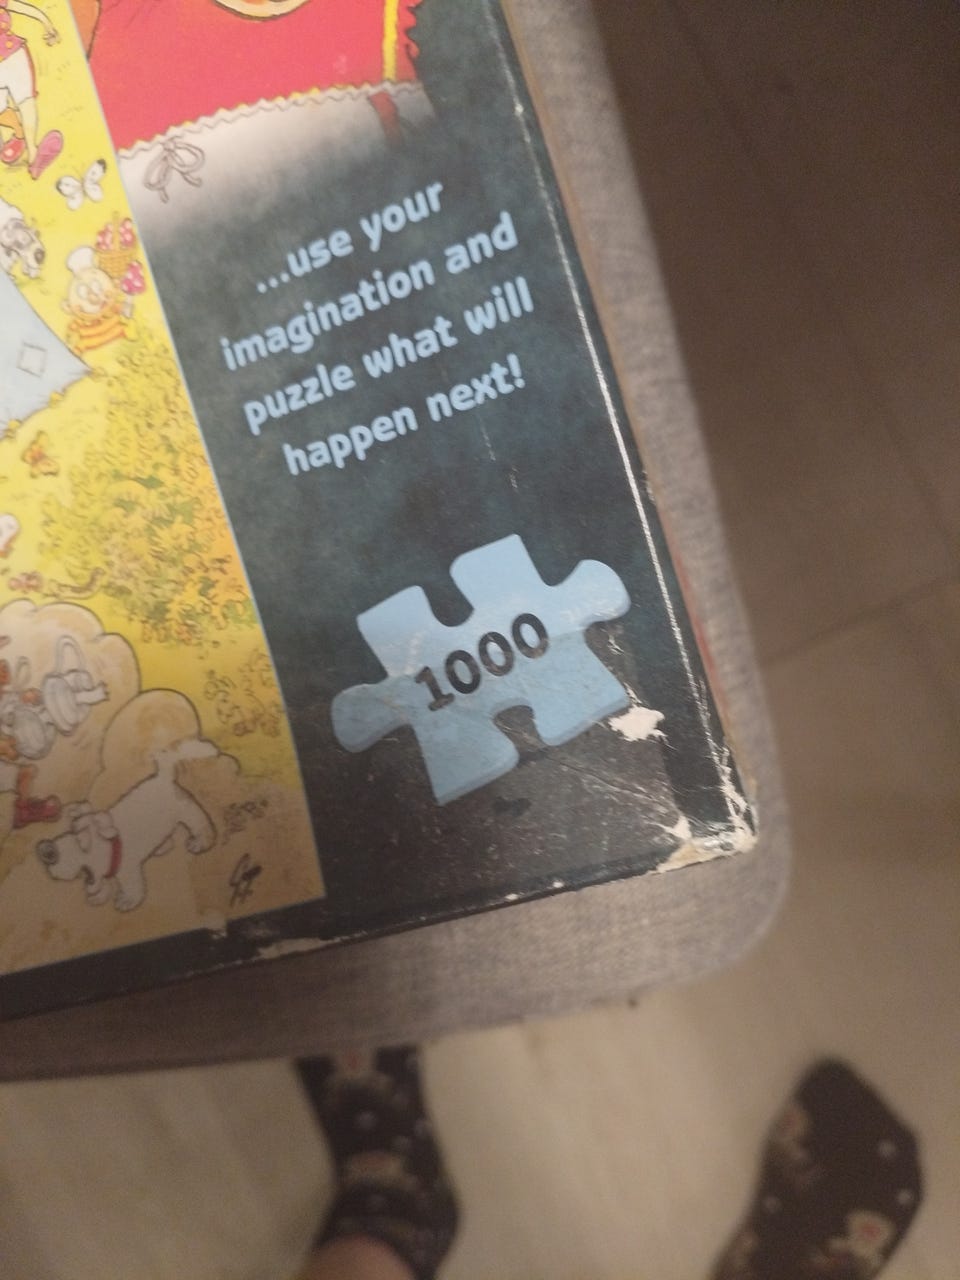 ...use your
imagination and
puzzle what will
happen next!
1000